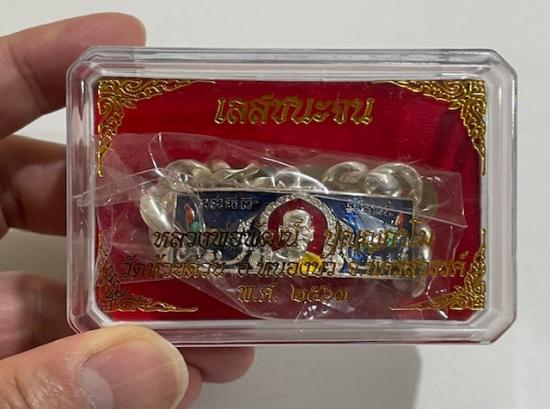 เลสชนะจน
หลวงพ่อพัฒน์ ปุญฺญกาโม
วัดห้วยด้วน อ.หนองบัว จ.นครสวรรค์
พ.ศ. ๒๕๖๓